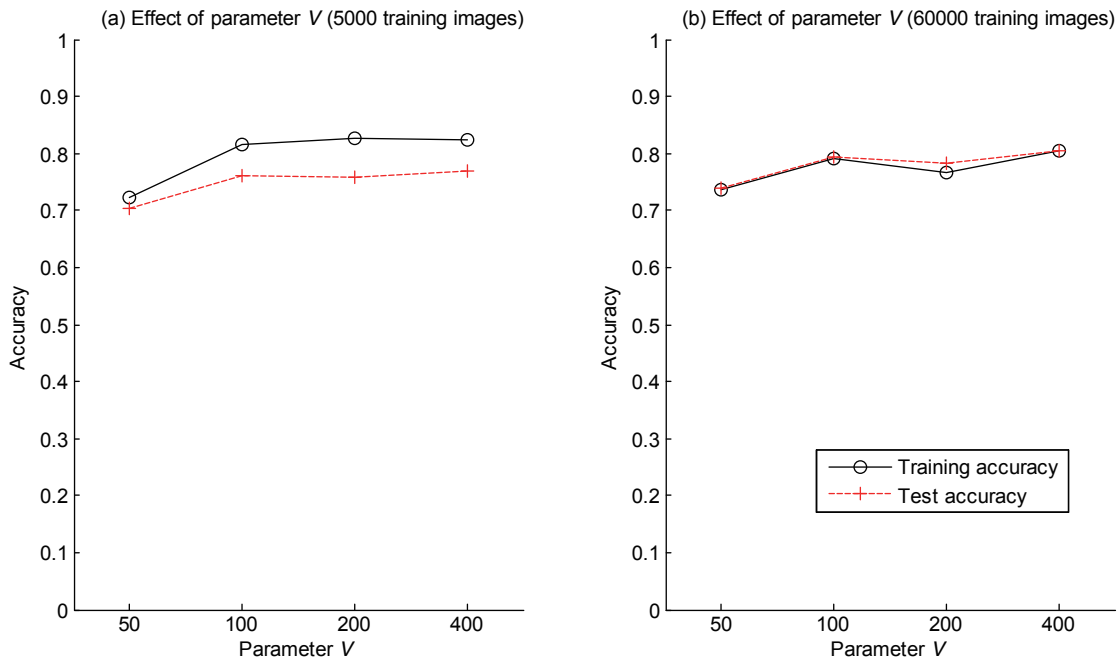 (a) Effect of parameter V (5000 training images)
1
0.9
0.8
0.7
0.6
0.5
0.4
0.3
0.2
0.1
0
Accuracy
50 100 200 400
Parameter V
(b) Effect of parameter V (60000 training images)
1
0.9
0.8
0.7
0.6
0.5
0.4
0.3
0.2
0.1
0
Accuracy
Training accuracy
Test accuracy
50 100 200 400
Parameter V